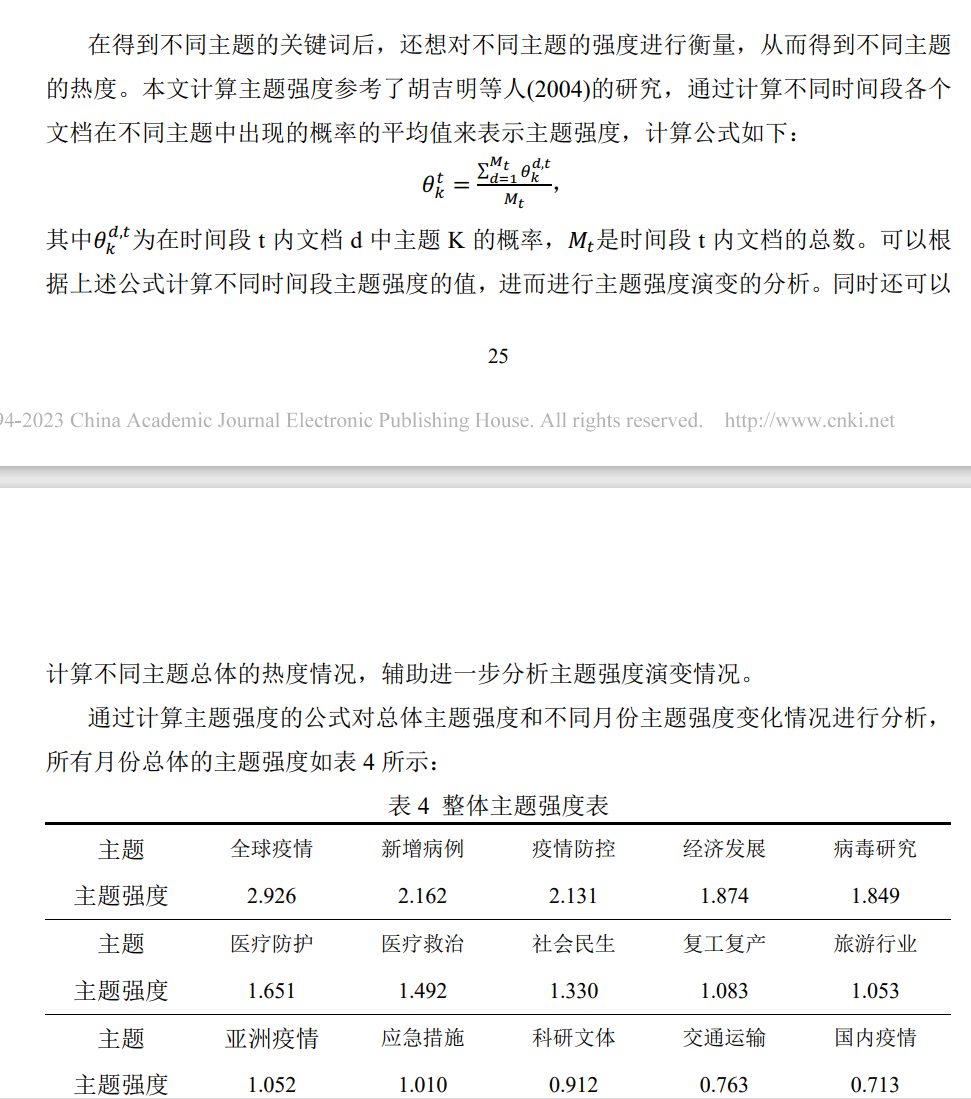 在得到不同主题的关键词后，还想对不同主题的强度进行衡量，从而得到不同主题
的热度。本文计算主题强度参考了胡吉明等人(2004)的研究，通过计算不同时间段各个
文档在不同主题中出现的概率的平均值来表示主题强度，计算公式如下：
θ_k^t = \frac{∑_{d=1}^{M_t} θ_k^{d,t}}{M_t},
其中θ_k^{d,t}为在时间段 t 内文档 d 中主题 K 的概率，M_t是时间段 t 内文档的总数。可以根
据上述公式计算不同时间段主题强度的值，进而进行主题强度演变的分析。同时还可以
25
94-2023 China Academic Journal Electronic Publishing House. All rights reserved. http://www.cnki.net
计算不同主题总体的热度情况，辅助进一步分析主题强度演变情况。
通过计算主题强度的公式对总体主题强度和不同月份主题强度变化情况进行分析，
所有月份总体的主题强度如表 4 所示：
表 4 整体主题强度表
主题 全球疫情 新增病例 疫情防控 经济发展 病毒研究
主题强度 2.926 2.162 2.131 1.874 1.849
主题 医疗防护 医疗救治 社会民生 复工复产 旅游行业
主题强度 1.651 1.492 1.330 1.083 1.053
主题 亚洲疫情 应急措施 科研文体 交通运输 国内疫情
主题强度 1.052 1.010 0.912 0.763 0.713